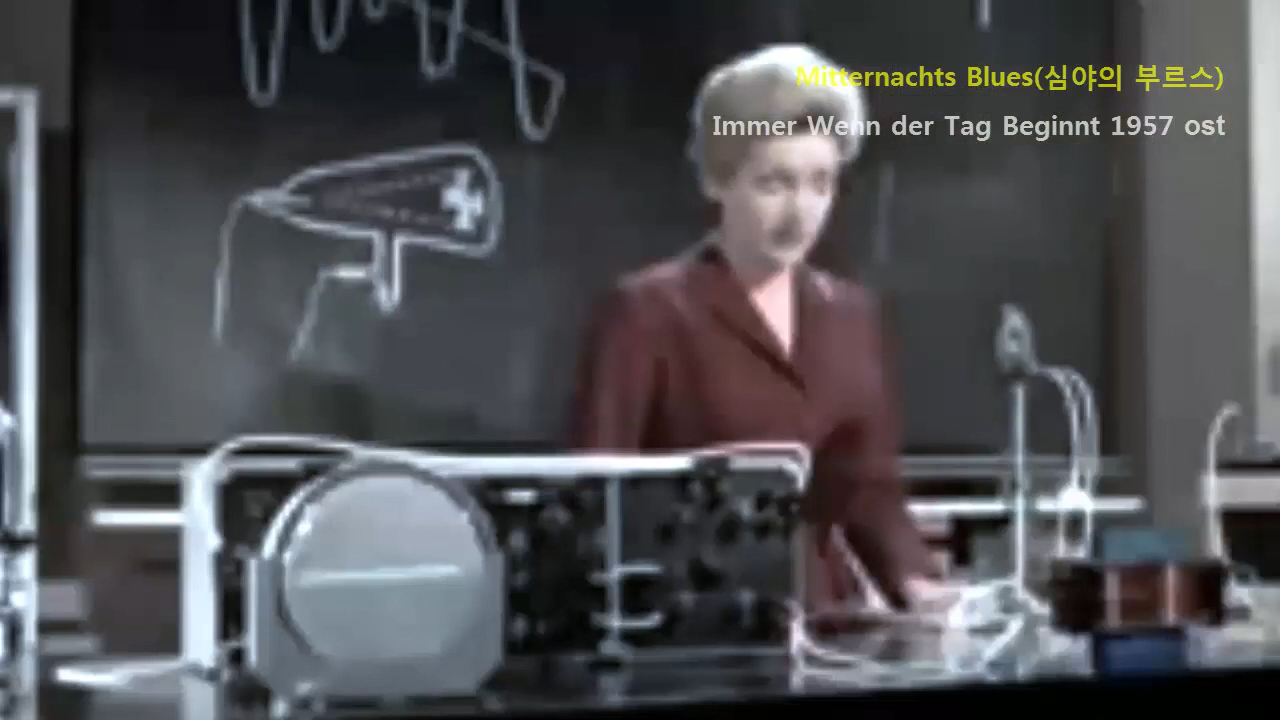 Mitternachts Blues(심야의 부르스)
Immer Wenn der Tag Beginnt 1957 ost